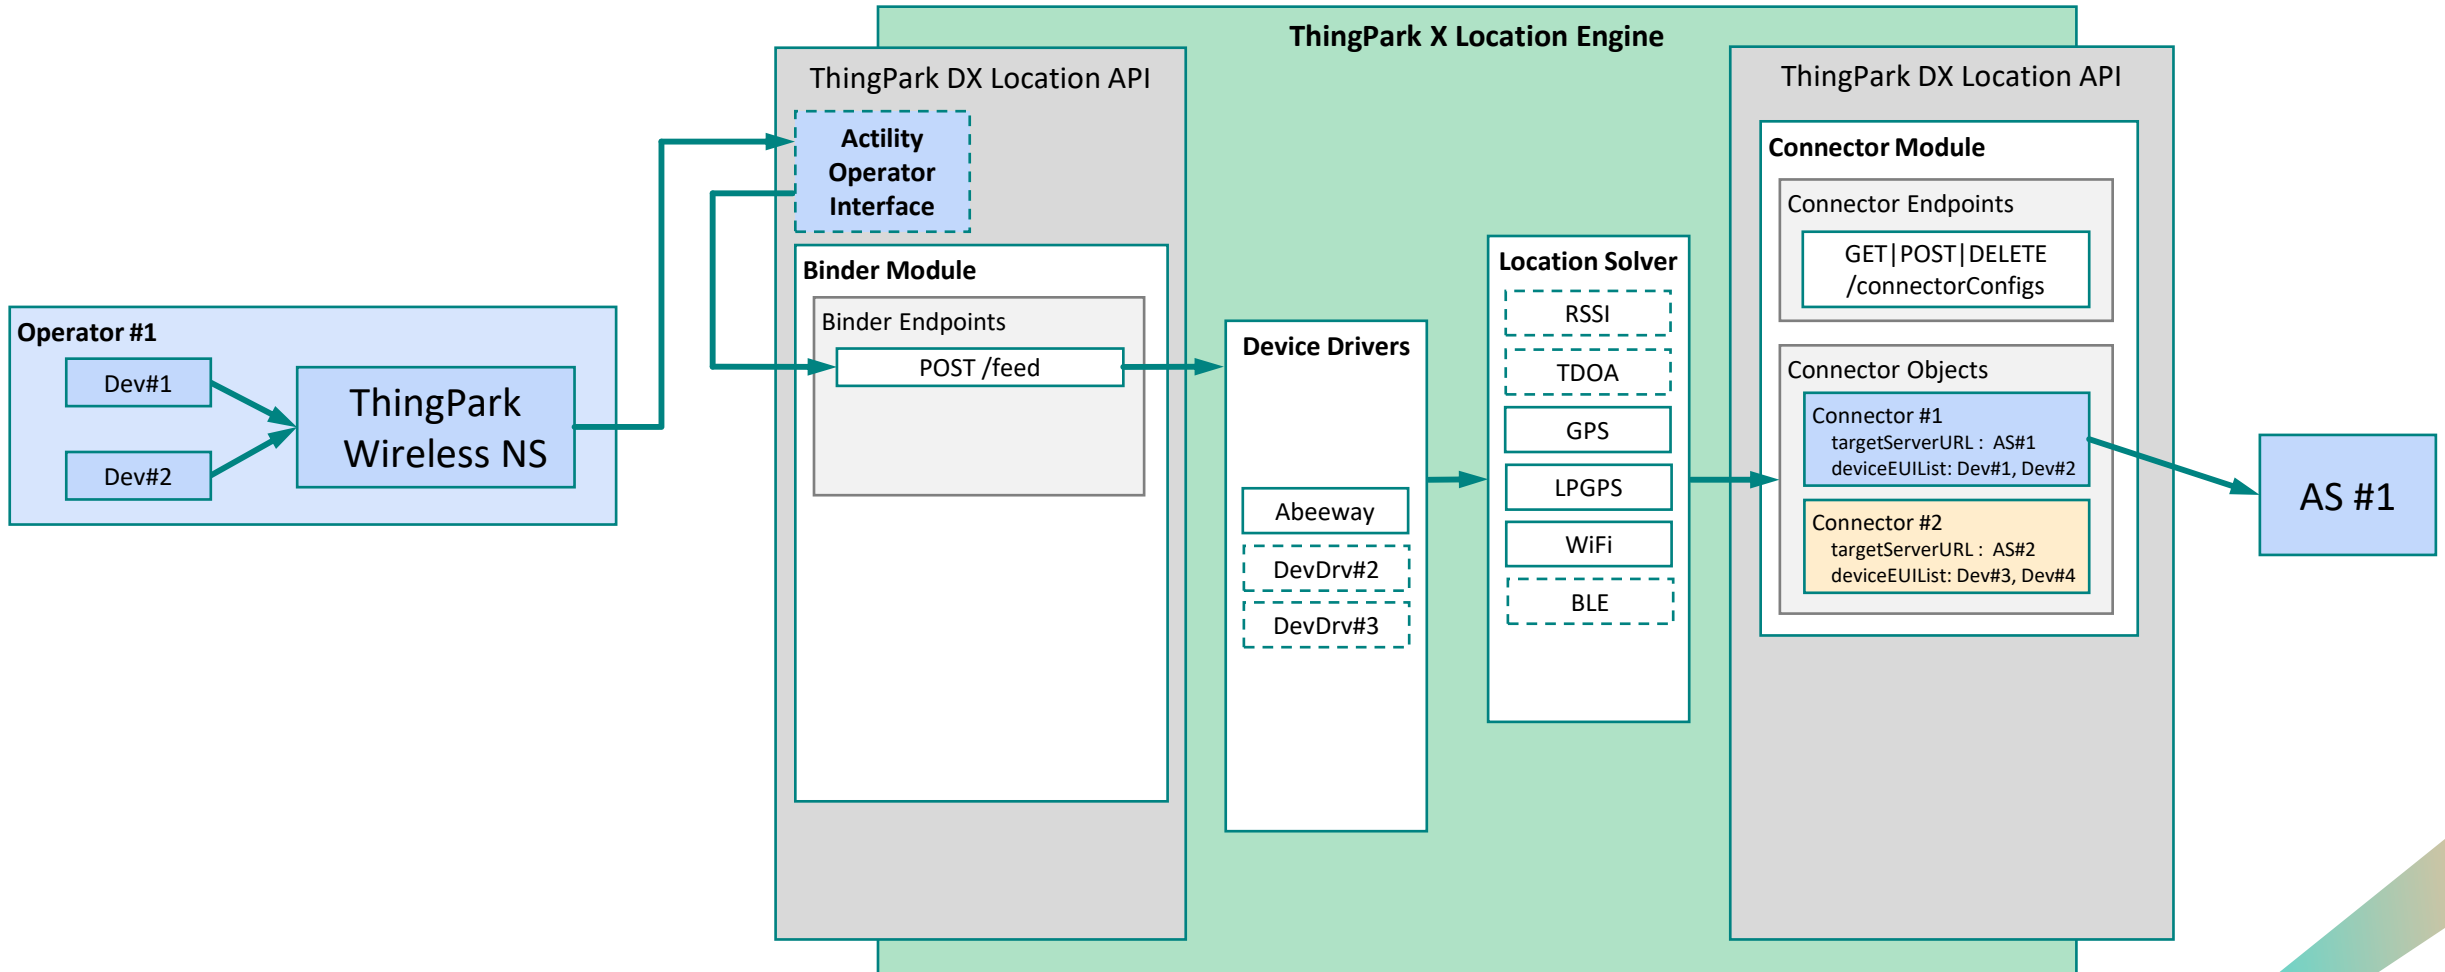 ThingPark X Location Engine
Operator #1
Dev#1
Dev#2
ThingPark
Wireless NS
ThingPark DX Location API
Actility
Operator
Interface
Binder Module
Binder Endpoints
POST /feed
Device Drivers
Abeeway
DevDrv#2
DevDrv#3
Location Solver
RSSI
TDOA
GPS
LPGPS
WiFi
BLE
ThingPark DX Location API
Connector Module
Connector Endpoints
GET|POST|DELETE
/connectorConfigs
Connector Objects
Connector #1
targetServerURL : AS#1
deviceEUIList: Dev#1, Dev#2
Connector #2
targetServerURL : AS#2
deviceEUIList: Dev#3, Dev#4
AS #1